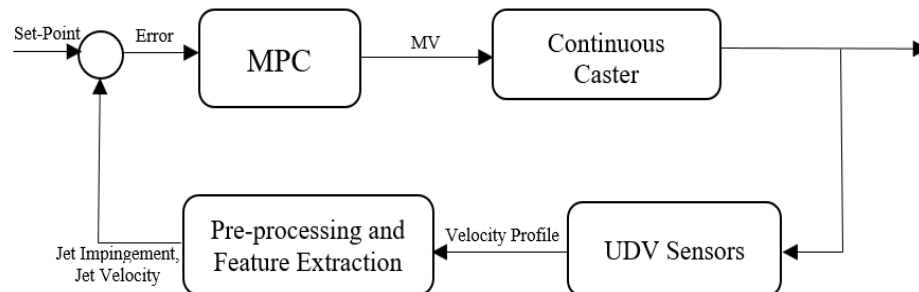 Set-Point
Error
MPC
MV
Continuous
Caster
Jet Impingement,
Jet Velocity
Pre-processing and
Feature Extraction
Velocity Profile
UDV Sensors